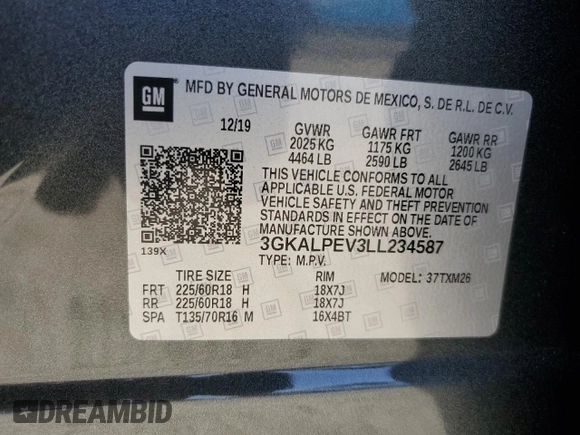 GM
MFD BY GENERAL MOTORS DE MEXICO, S. DE R.L. DE C.V.
12/19 GVWR GAWR FRT GAWR RR
2025 KG 1175 KG 1200 KG
4464 LB 2590 LB 2645 LB
THIS VEHICLE CONFORMS TO ALL
APPLICABLE U.S. FEDERAL MOTOR
VEHICLE SAFETY AND THEFT PREVENTION
STANDARDS IN EFFECT ON THE DATE OF
MANUFACTURE SHOWN ABOVE.
139X
3GKALPEV3LL234587
TYPE: M.P.V.
TIRE SIZE RIM MODEL: 37TXM26
FRT 225/60R18 H 18X7J
RR 225/60R18 H 18X7J
SPA T135/70R16 M 16X4BT
DREAMBID